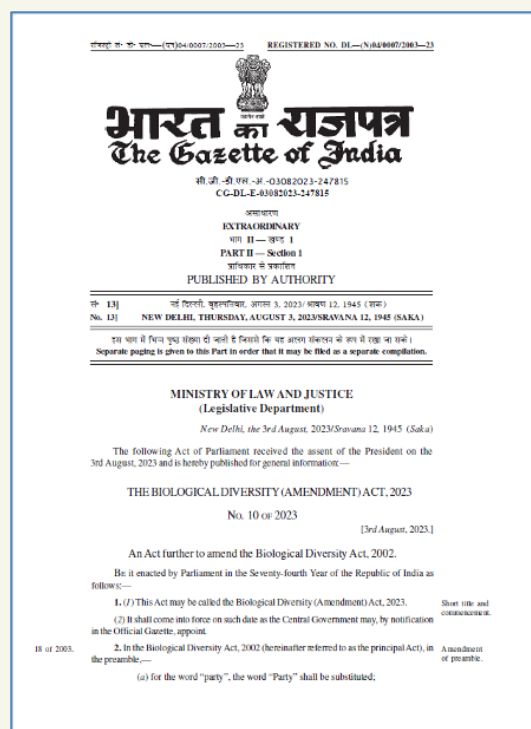 रजिस्ट्री सं० डी० एल०—(एन)04/0007/2003—23 REGISTERED NO. DL—(N)04/0007/2003—23
भारत का राजपत्र
The Gazette of India
सी.जी.-डी.एल.-अ.-03082023-247815
CG-DL-E-03082023-247815
असाधारण
EXTRAORDINARY
भाग II — खण्ड 1
PART II — Section 1
प्राधिकार से प्रकाशित
PUBLISHED BY AUTHORITY
सं० 13] नई दिल्ली, बृहस्पतिवार, अगस्त 3, 2023/ श्रावण 12, 1945 (शक)
No. 13] NEW DELHI, THURSDAY, AUGUST 3, 2023/SRAVANA 12, 1945 (SAKA)
इस भाग में भिन्न पृष्ठ संख्या दी जाती है जिससे कि यह अलग संकलन के रूप में रखा जा सके।
Separate paging is given to this Part in order that it may be filed as a separate compilation.
MINISTRY OF LAW AND JUSTICE
(Legislative Department)
New Delhi, the 3rd August, 2023/Sravana 12, 1945 (Saka)
The following Act of Parliament received the assent of the President on the
3rd August, 2023 and is hereby published for general information:—
THE BIOLOGICAL DIVERSITY (AMENDMENT) ACT, 2023
No. 10 OF 2023
[3rd August, 2023.]
An Act further to amend the Biological Diversity Act, 2002.
BE it enacted by Parliament in the Seventy-fourth Year of the Republic of India as
follows:—
1. (1) This Act may be called the Biological Diversity (Amendment) Act, 2023.
Short title and
commencement.
(2) It shall come into force on such date as the Central Government may, by notification
in the Official Gazette, appoint.
18 of 2003.
2. In the Biological Diversity Act, 2002 (hereinafter referred to as the principal Act), in
the preamble,—
Amendment
of preamble.
(a) for the word "party", the word "Party" shall be substituted;